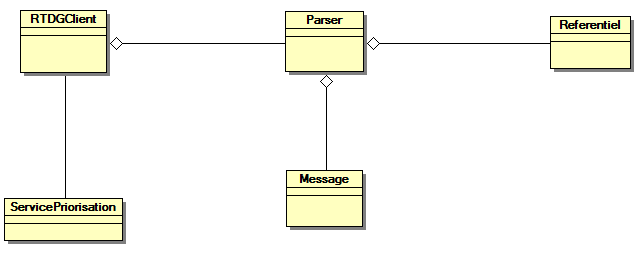 RTDGClient
Parser
Referentiel
Message
ServicePriorisation